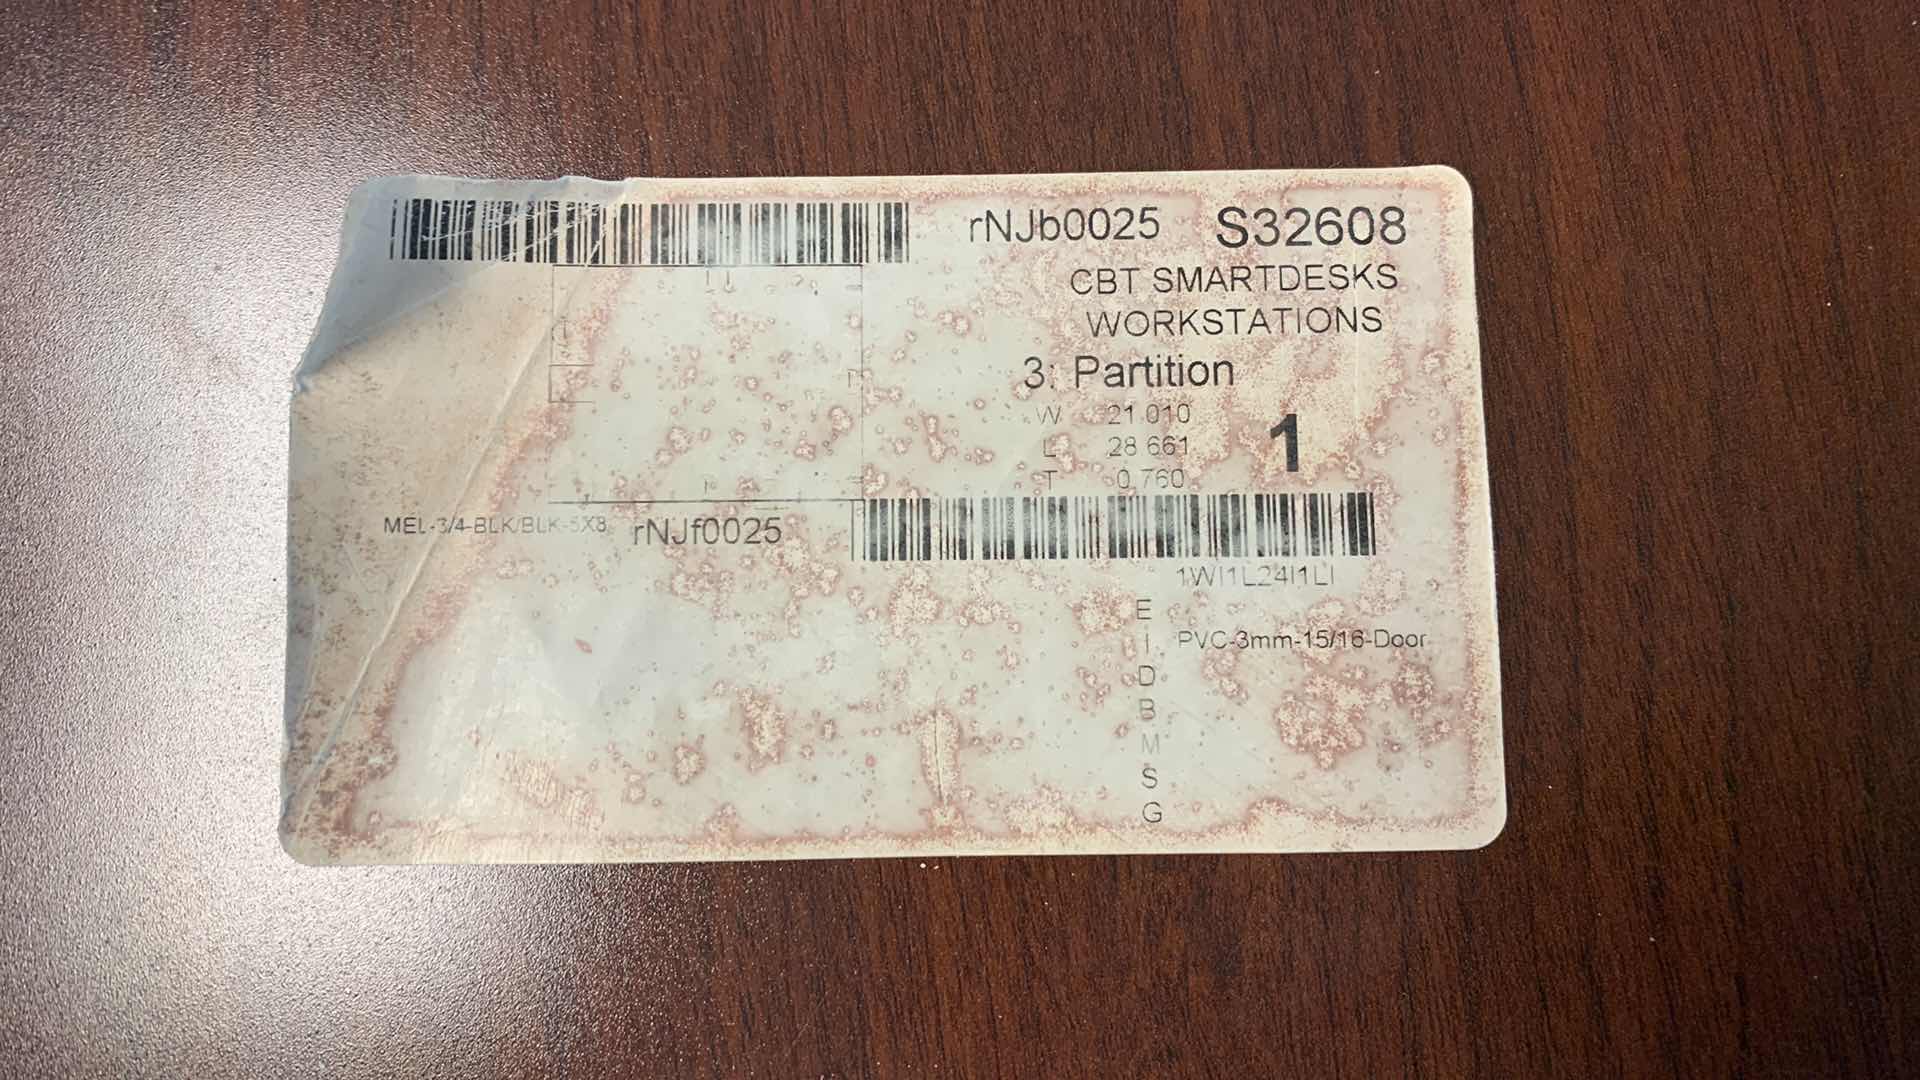 rNJb0025 S32608
CBT SMARTDESKS
WORKSTATIONS
3: Partition
W 21.010
L 28.661
T 0.760
1
MEL-3/4-BLK/BLK-5X8 rNJf0025
1WI1L24I1LI
E
I PVC-3mm-15/16-Door
D
B
M
S
G